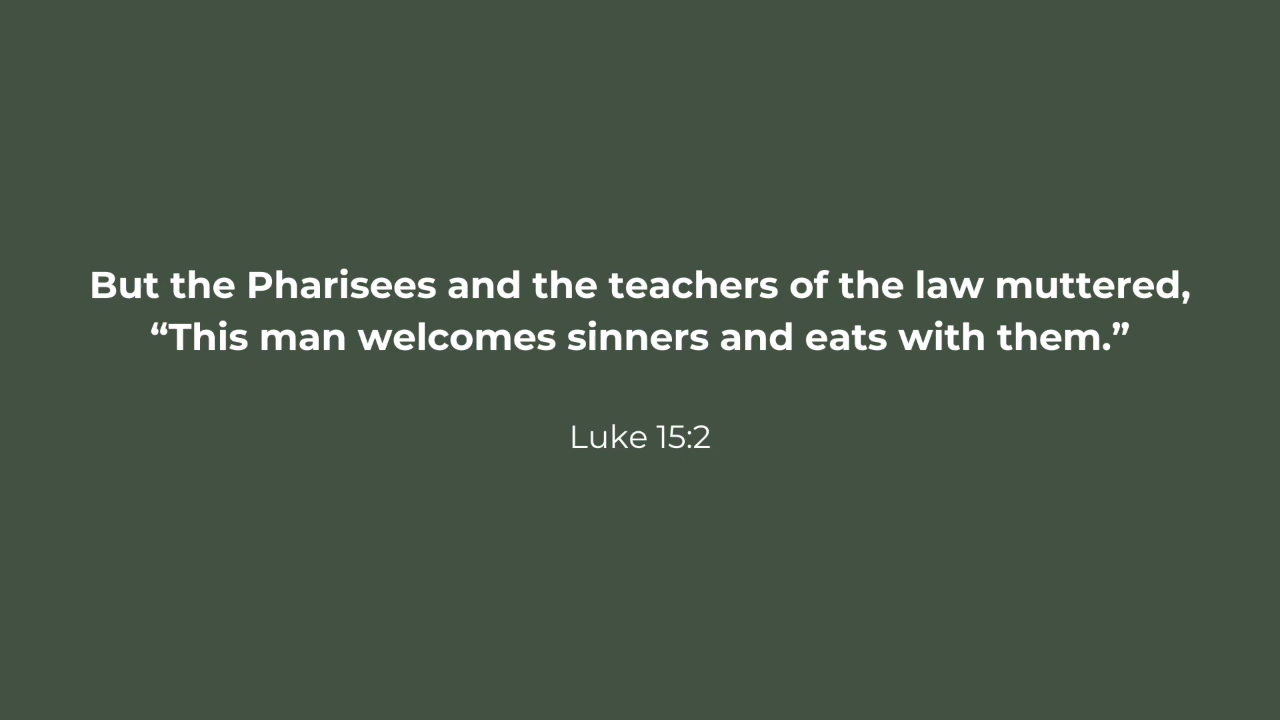 But the Pharisees and the teachers of the law muttered,
“This man welcomes sinners and eats with them.”
Luke 15:2